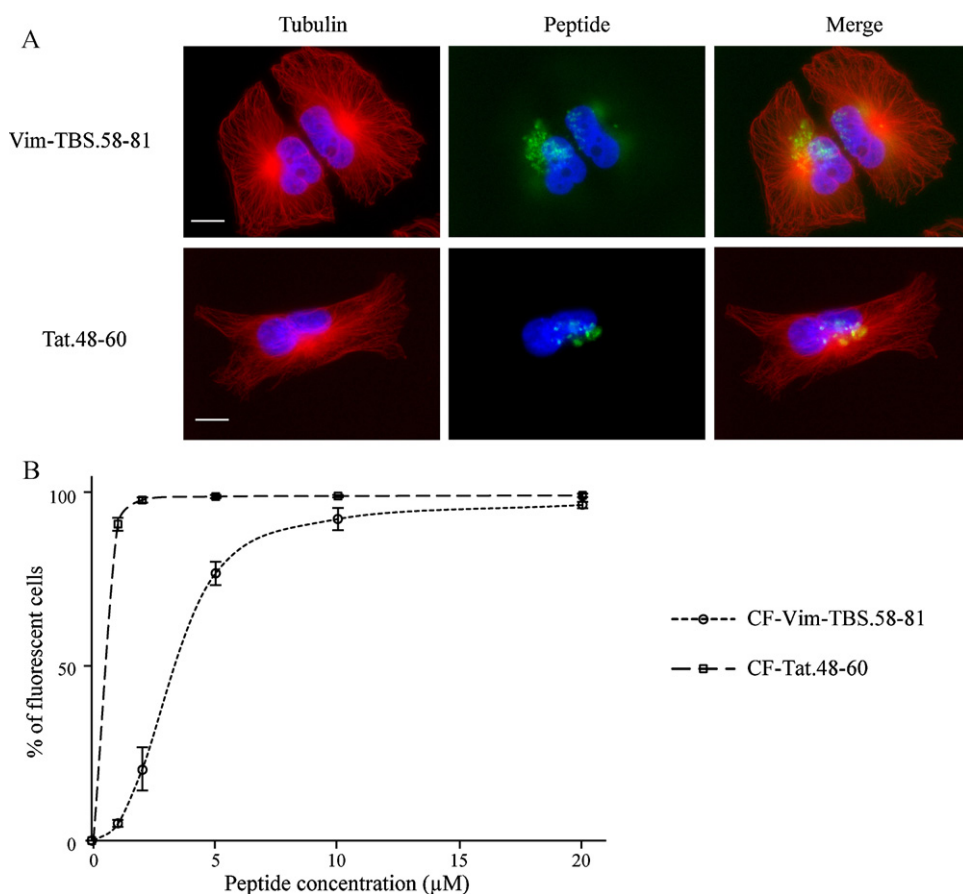 A
Tubulin Peptide Merge
Vim-TBS.58-81
Tat.48-60
B
% of fluorescent cells
100
50
0
0 5 10 15 20
Peptide concentration (µM)
CF-Vim-TBS.58-81
CF-Tat.48-60